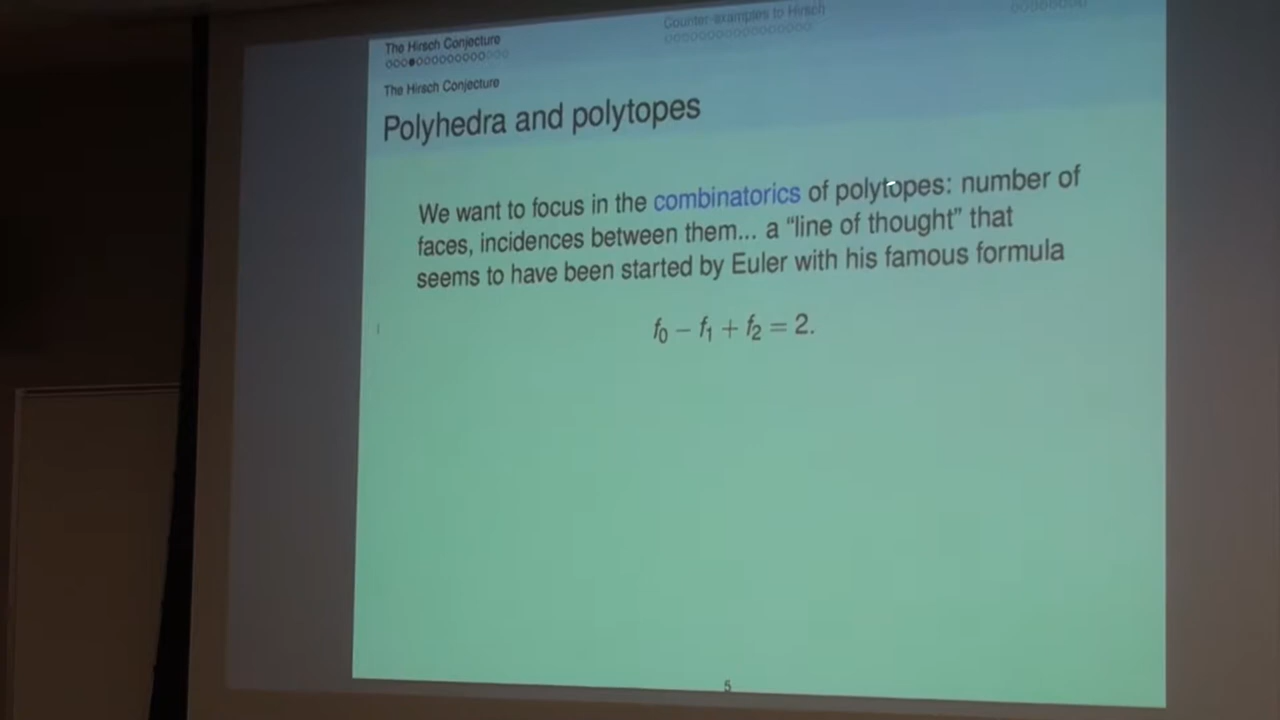 The Hirsch Conjecture
Counter-examples to Hirsch
The Hirsch Conjecture
Polyhedra and polytopes
We want to focus in the combinatorics of polytopes: number of
faces, incidences between them... a “line of thought” that
seems to have been started by Euler with his famous formula
f₀ − f₁ + f₂ = 2.
5